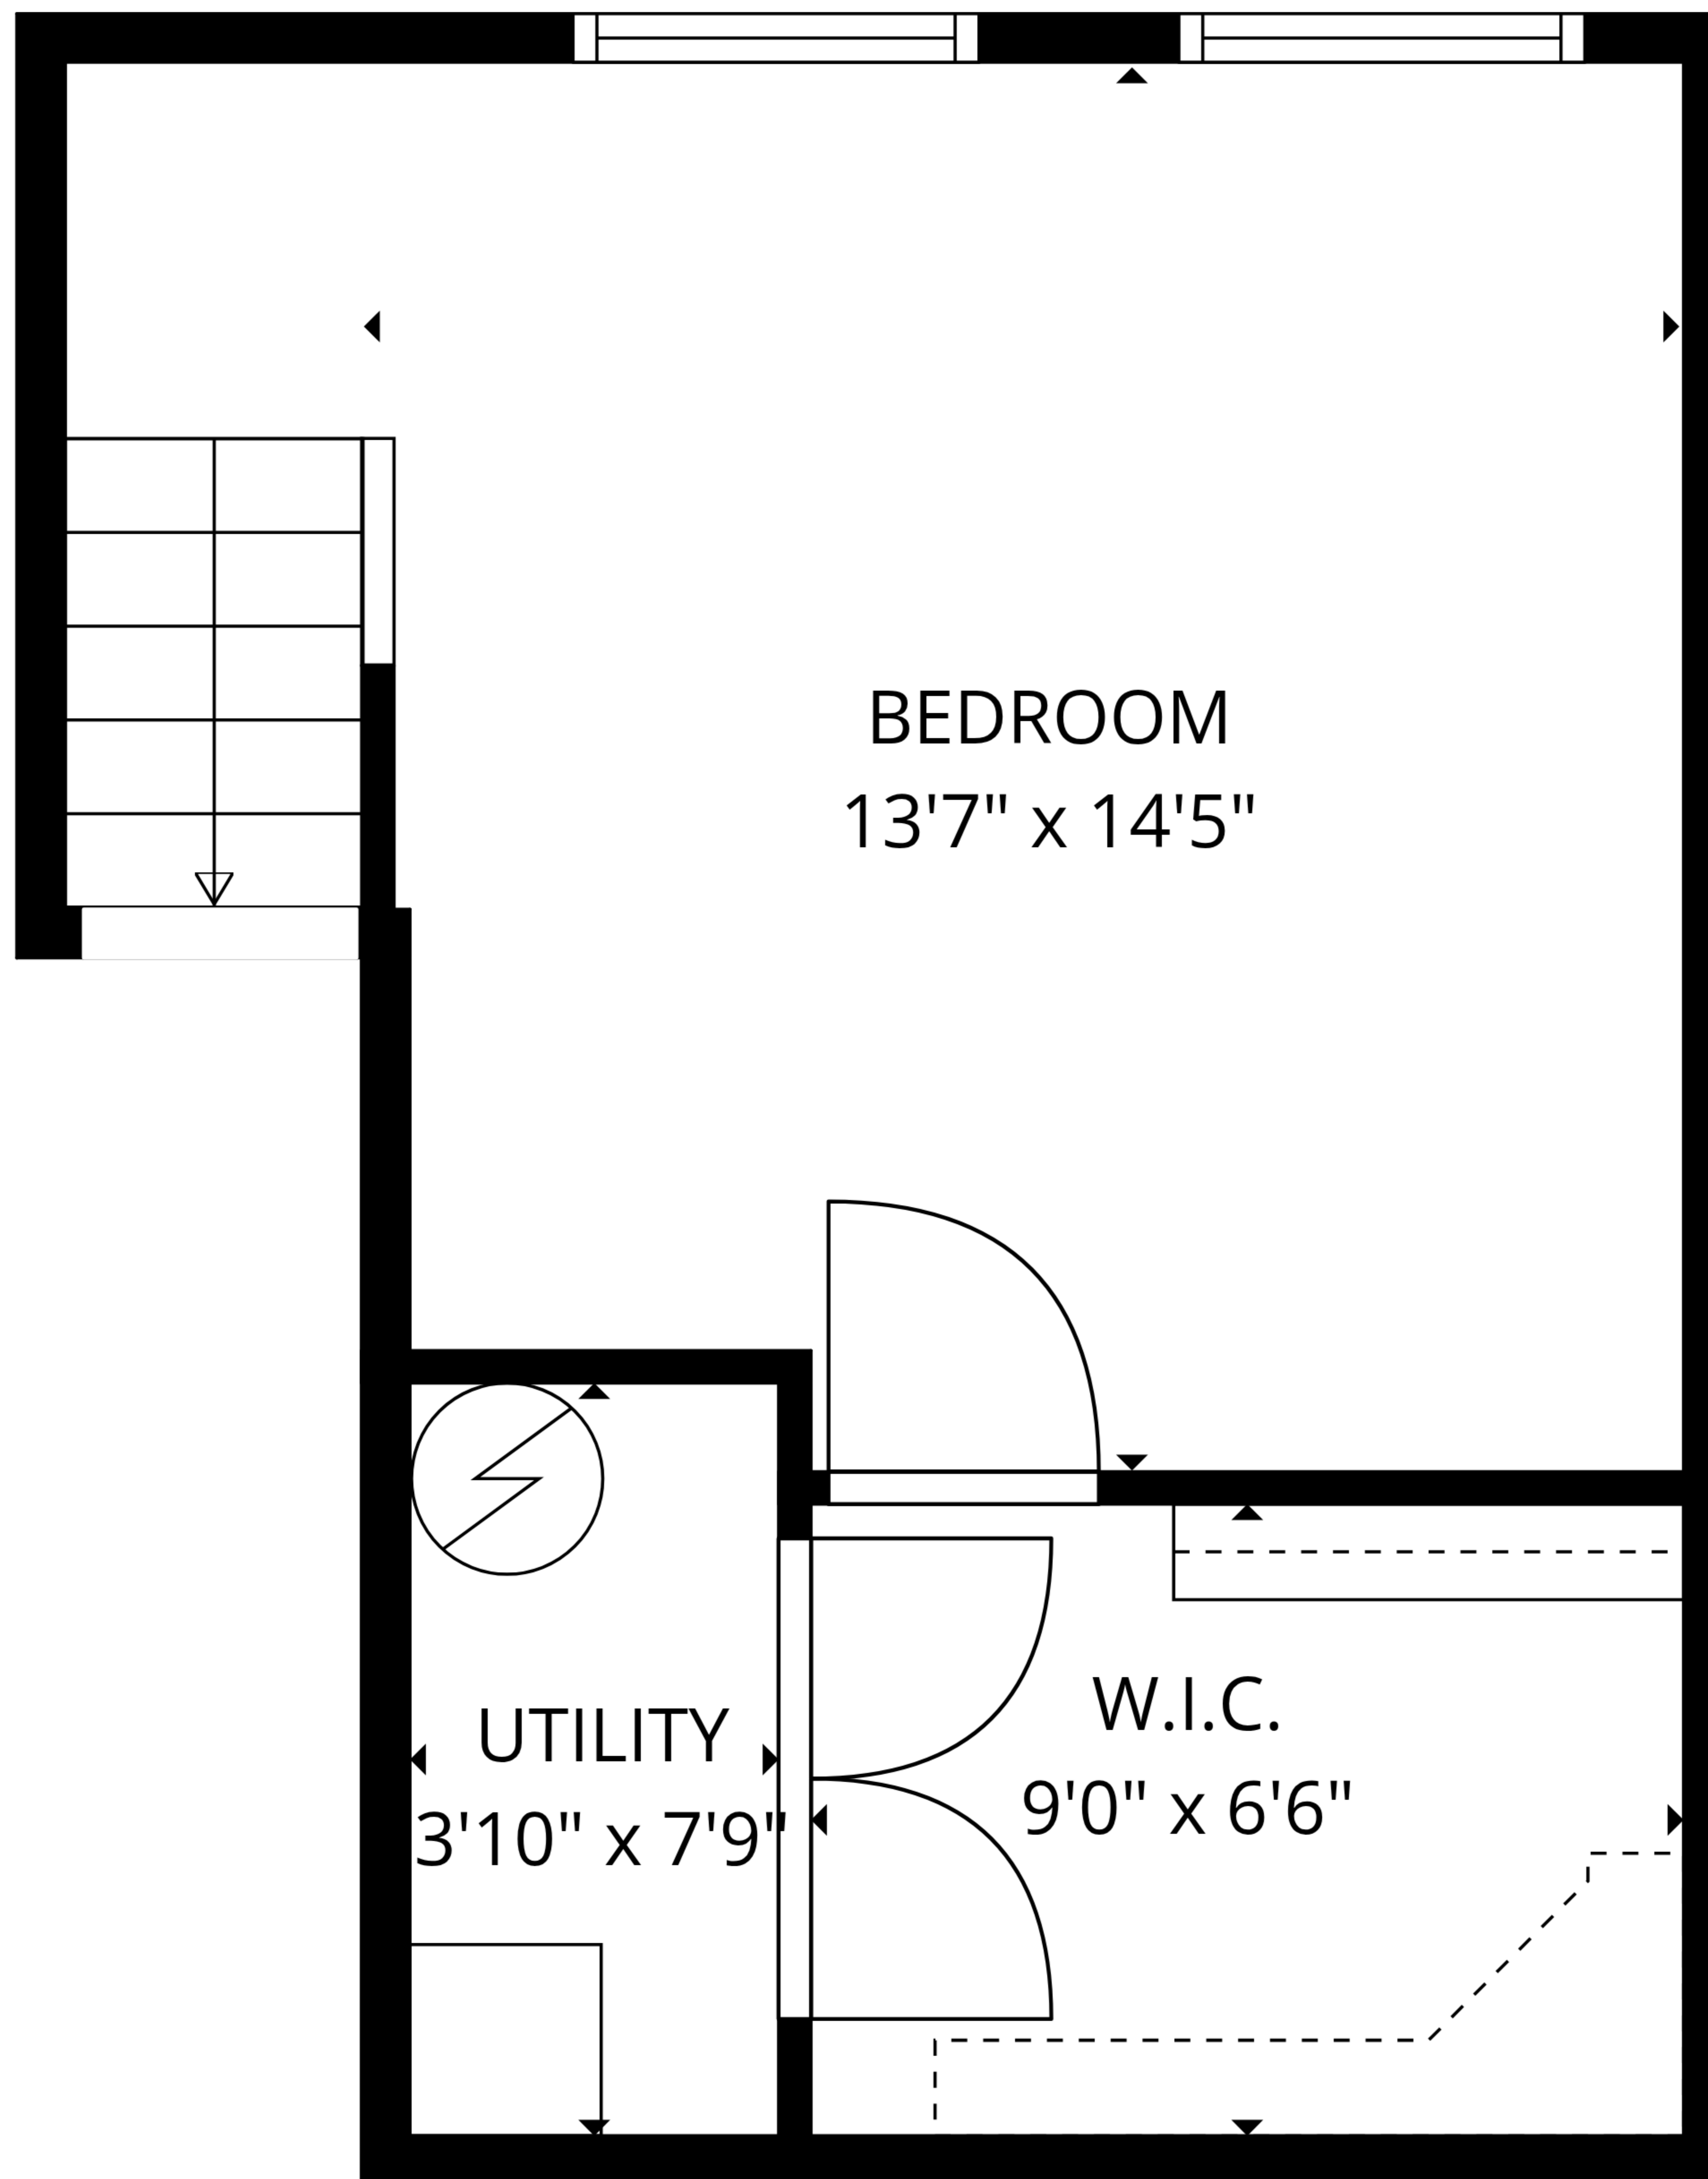 BEDROOM
13'7" x 14'5"
W.I.C.
9'0" x 6'6"
UTILITY
3'10" x 7'9"